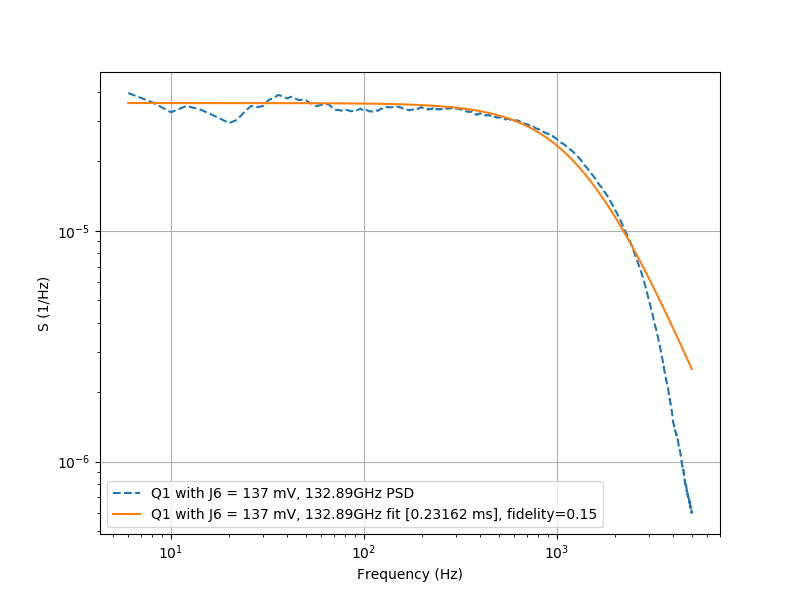 S (1/Hz)
10⁻⁵
10⁻⁶
Q1 with J6 = 137 mV, 132.89GHz PSD
Q1 with J6 = 137 mV, 132.89GHz fit [0.23162 ms], fidelity=0.15
10¹ 10² 10³
Frequency (Hz)